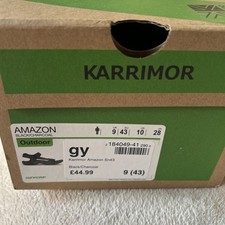 KARRIMOR
AMAZON
BLACK/CHARCOAL
9 43 10 28
Outdoor
gy
184049-41
Karrimor Amazon Sn43
Black/Charcoal
£44.99
9 (43)